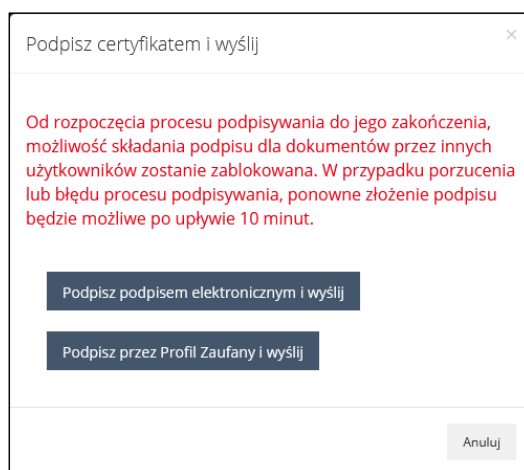 Podpisz certyfikatem i wyślij
×
Od rozpoczęcia procesu podpisywania do jego zakończenia,
możliwość składania podpisu dla dokumentów przez innych
użytkowników zostanie zablokowana. W przypadku porzucenia
lub błędu procesu podpisywania, ponowne złożenie podpisu
będzie możliwe po upływie 10 minut.
Podpisz podpisem elektronicznym i wyślij
Podpisz przez Profil Zaufany i wyślij
Anuluj